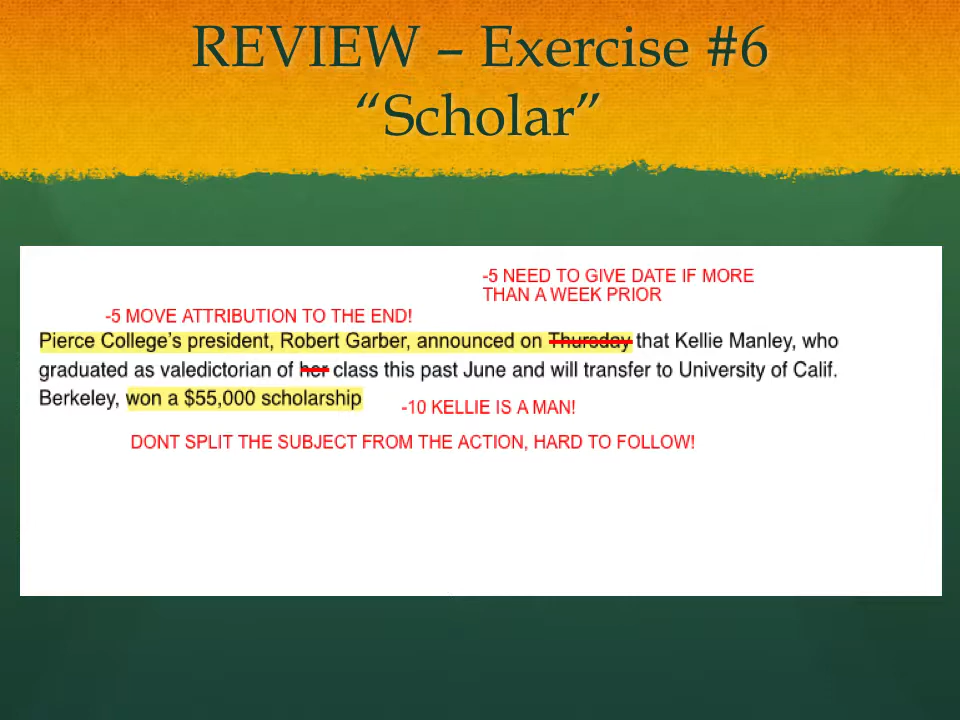 REVIEW – Exercise #6
“Scholar”
-5 NEED TO GIVE DATE IF MORE
THAN A WEEK PRIOR
-5 MOVE ATTRIBUTION TO THE END!
Pierce College's president, Robert Garber, announced on Thursday that Kellie Manley, who
graduated as valedictorian of her class this past June and will transfer to University of Calif.
Berkeley, won a $55,000 scholarship
-10 KELLIE IS A MAN!
DONT SPLIT THE SUBJECT FROM THE ACTION, HARD TO FOLLOW!